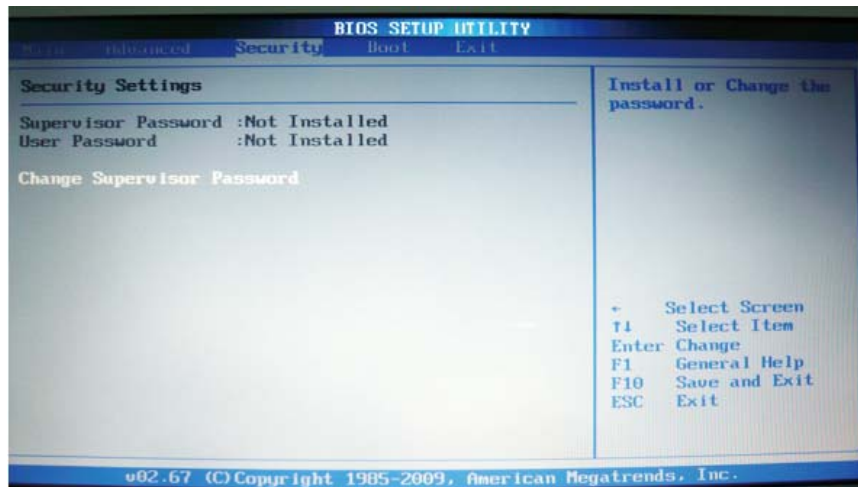 BIOS SETUP UTILITY
Main Advanced Security Boot Exit
Security Settings
Supervisor Password :Not Installed
User Password :Not Installed
Change Supervisor Password
Install or Change the
password.
← Select Screen
↑↓ Select Item
Enter Change
F1 General Help
F10 Save and Exit
ESC Exit
v02.67 (C)Copyright 1985-2009, American Megatrends, Inc.